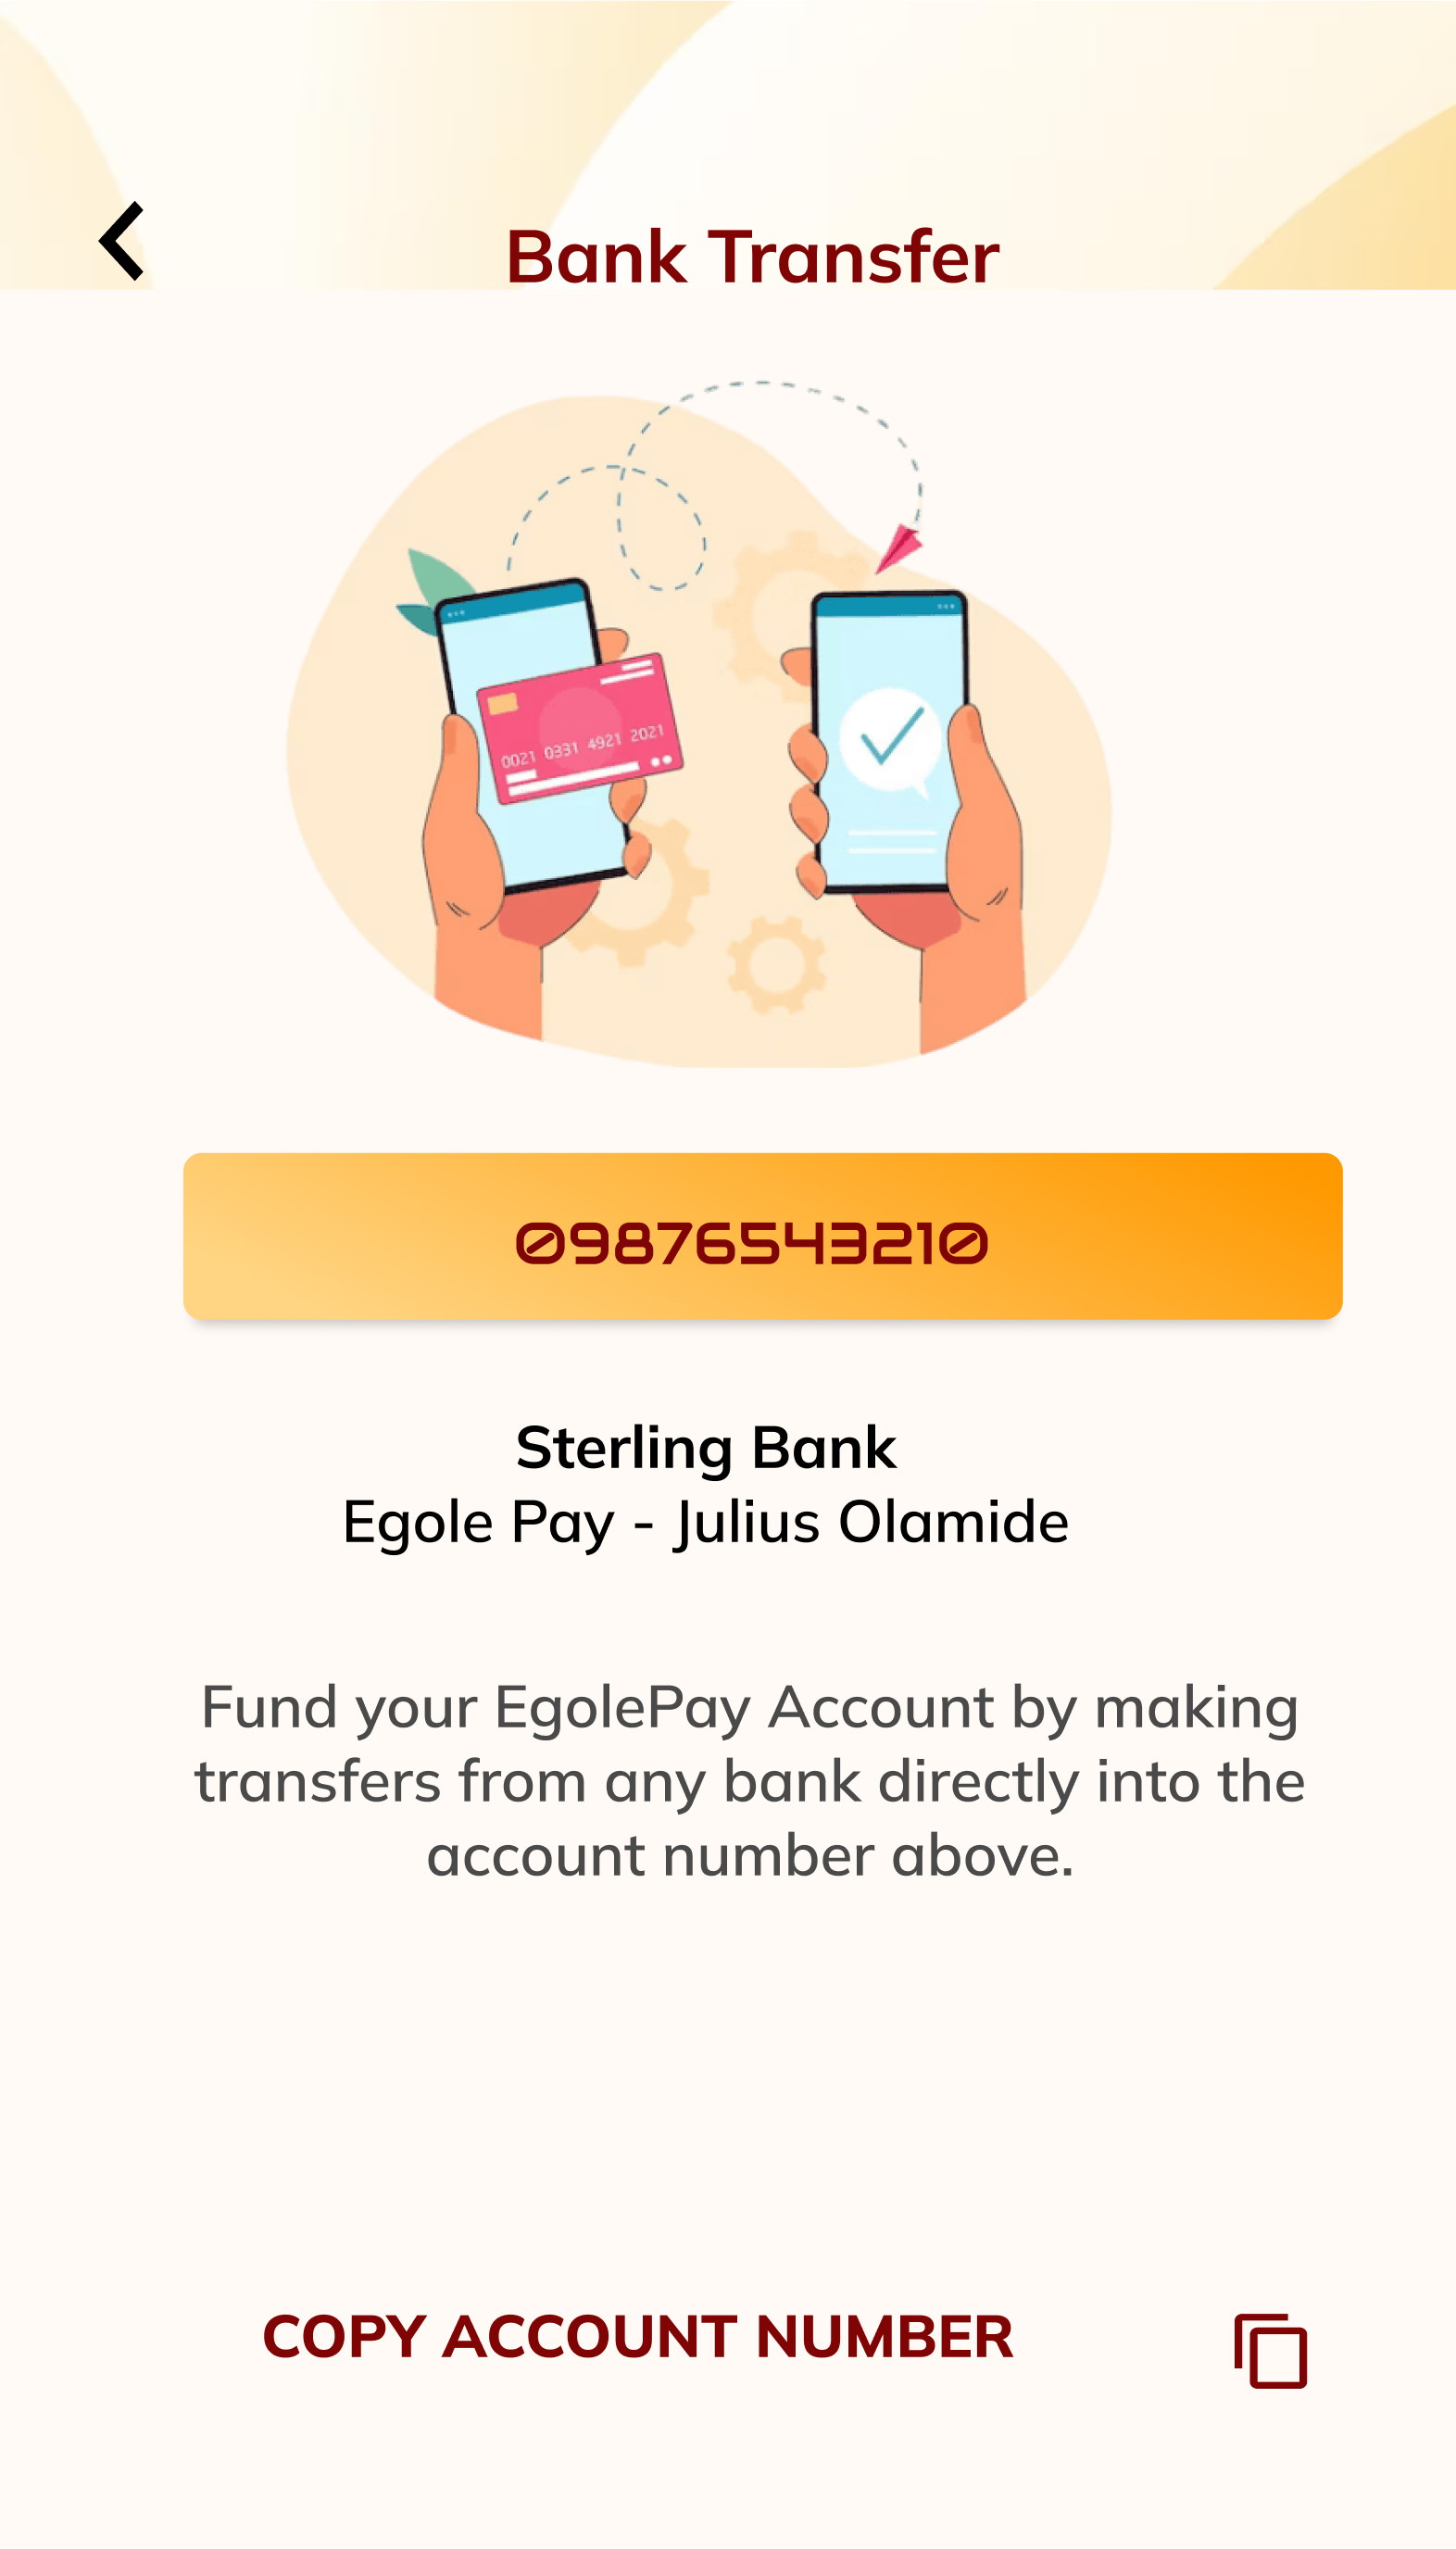 Bank Transfer
0021 0331 4921 2021
09876543210
Sterling Bank
Egole Pay - Julius Olamide
Fund your EgolePay Account by making
transfers from any bank directly into the
account number above.
COPY ACCOUNT NUMBER